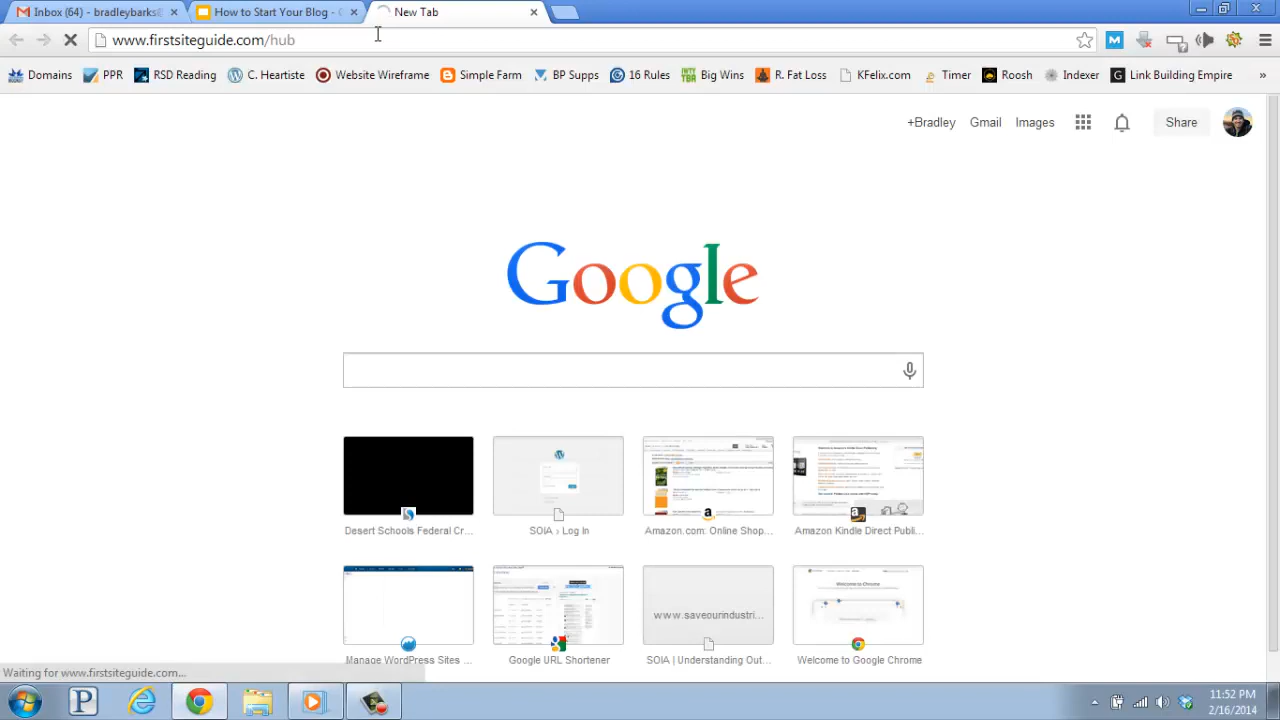 Inbox (64) - bradleybarks@
How to Start Your Blog - G
New Tab
www.firstsiteguide.com/hub
Domains PPR RSD Reading C. Heaven Website Wireframe Simple Farm BP Supps 16 Rules Big Wins R. Fat Loss KFelix.com Timer Roosh Indexer Link Building Empire »
+Bradley Gmail Images Share
Google
Desert Schools Federal Cr... SOIA › Log In Amazon.com: Online Shop... Amazon Kindle Direct Publi...
Welcome to Chrome
www.saveourindustri...
Manage WordPress Sites ... Google URL Shortener SOIA | Understanding Out... Welcome to Google Chrome
Waiting for www.firstsiteguide.com...
11:52 PM
2/16/2014